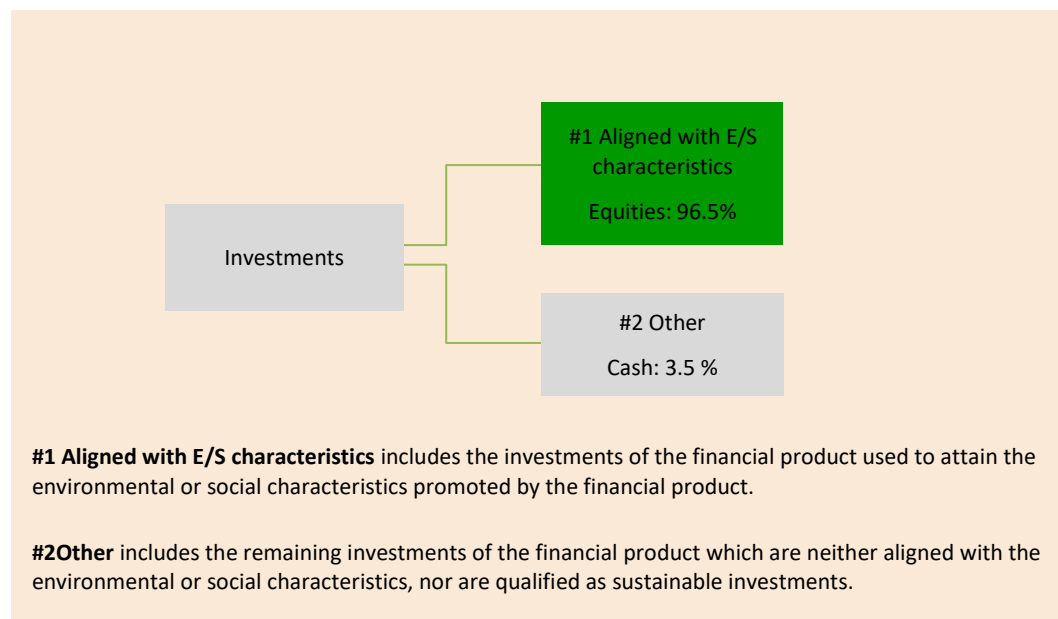 #1 Aligned with E/S
characteristics
Equities: 96.5%
Investments
#2 Other
Cash: 3.5 %
#1 Aligned with E/S characteristics includes the investments of the financial product used to attain the
environmental or social characteristics promoted by the financial product.
#2Other includes the remaining investments of the financial product which are neither aligned with the
environmental or social characteristics, nor are qualified as sustainable investments.